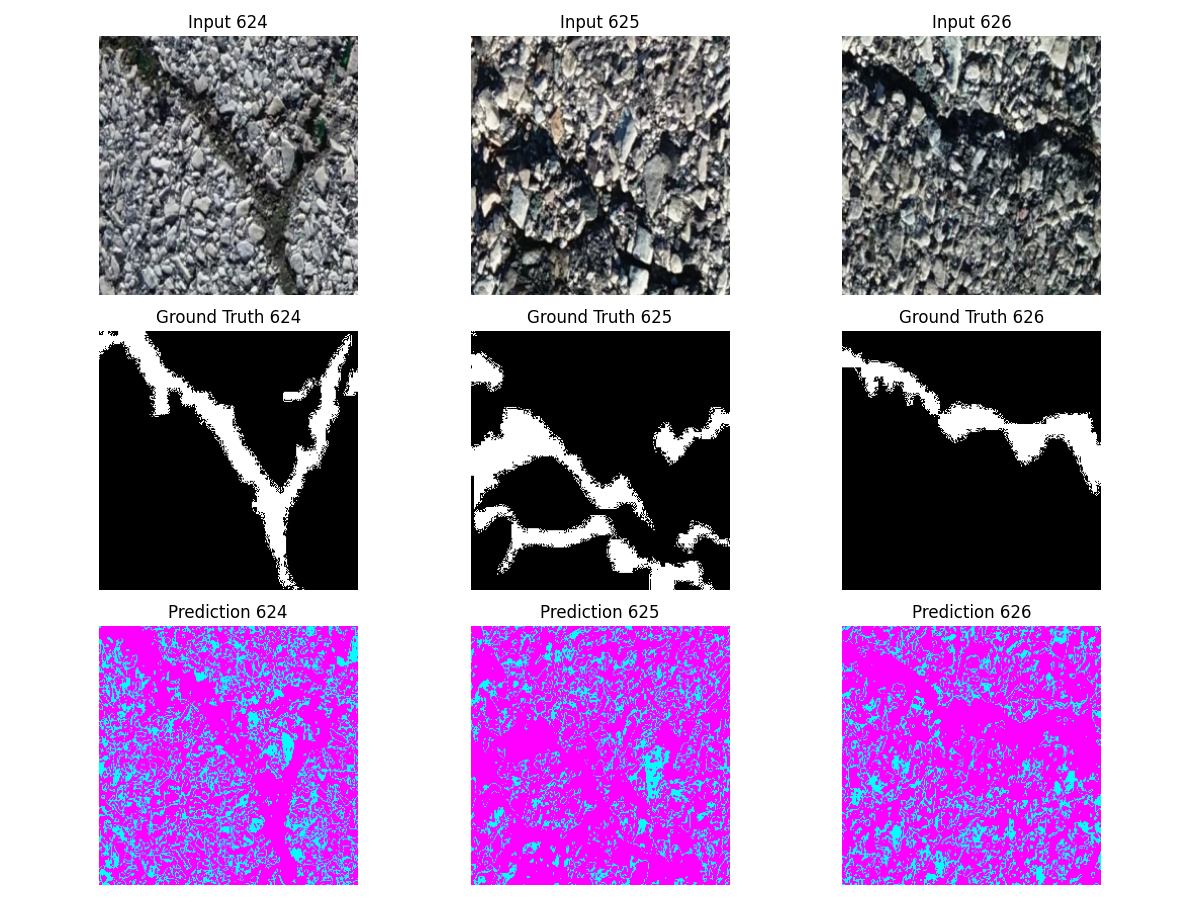 Input 624
Input 625
Input 626
Ground Truth 624
Ground Truth 625
Ground Truth 626
Prediction 624
Prediction 625
Prediction 626